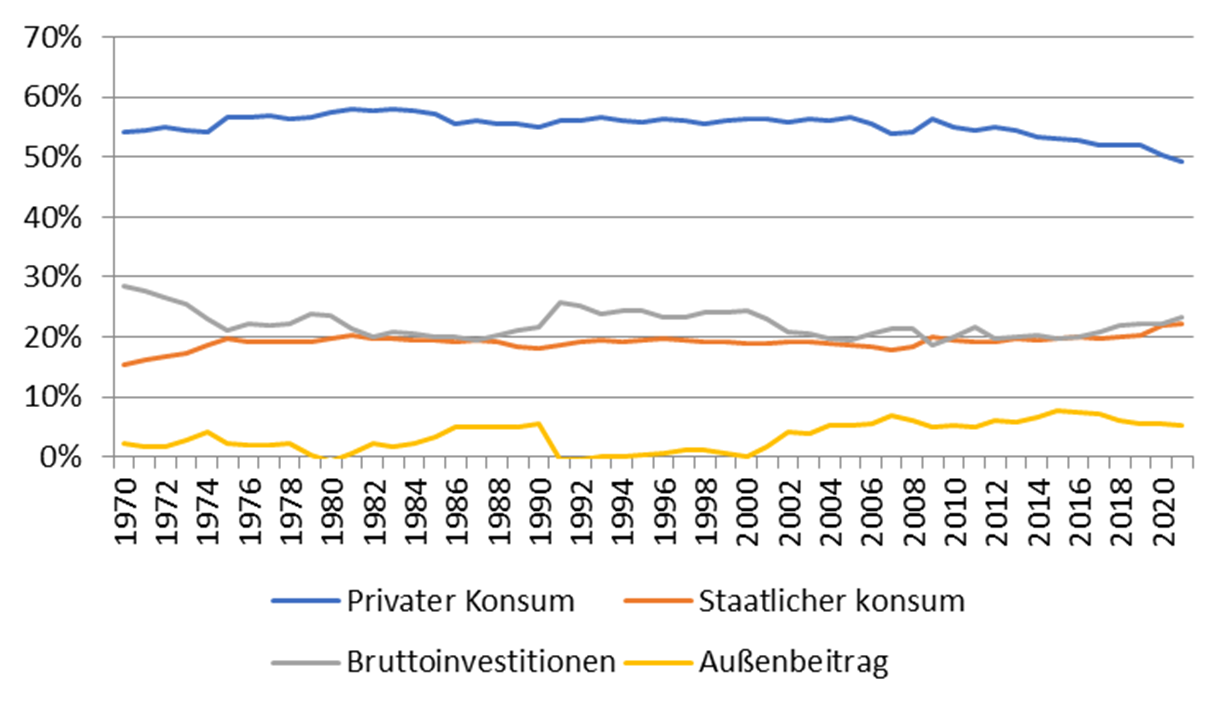 70%
60%
50%
40%
30%
20%
10%
0%
1970 1972 1974 1976 1978 1980 1982 1984 1986 1988 1990 1992 1994 1996 1998 2000 2002 2004 2006 2008 2010 2012 2014 2016 2018 2020
Privater Konsum Staatlicher konsum
Bruttoinvestitionen Außenbeitrag